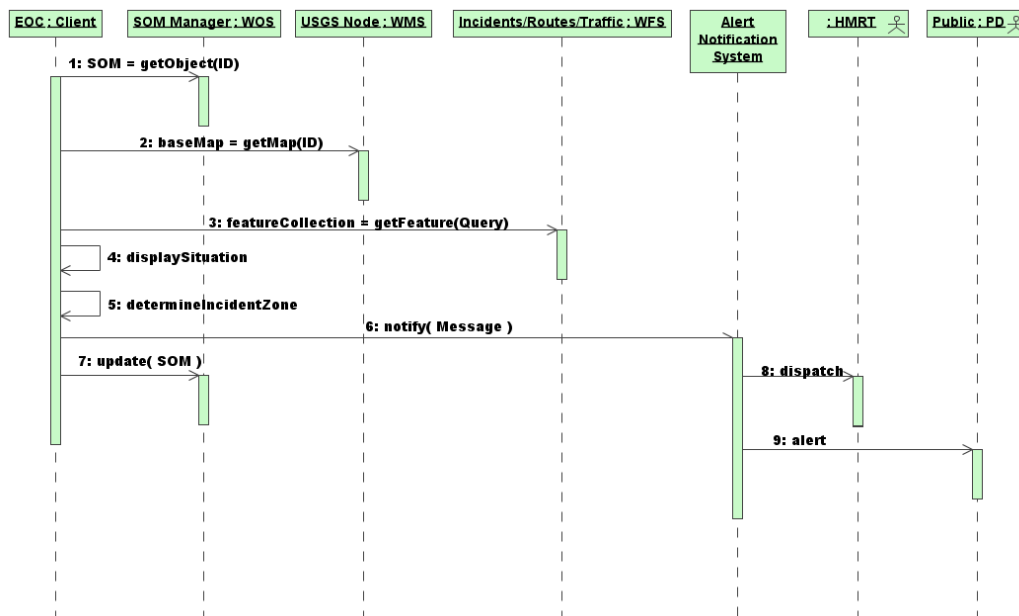 EOC : Client
SOM Manager : WOS
USGS Node : WMS
Incidents/Routes/Traffic : WFS
Alert
Notification
System
: HMRT
Public : PD
1: SOM = getObject(ID)
2: baseMap = getMap(ID)
3: featureCollection = getFeature(Query)
4: displaySituation
5: determineIncidentZone
6: notify( Message )
7: update( SOM )
8: dispatch
9: alert